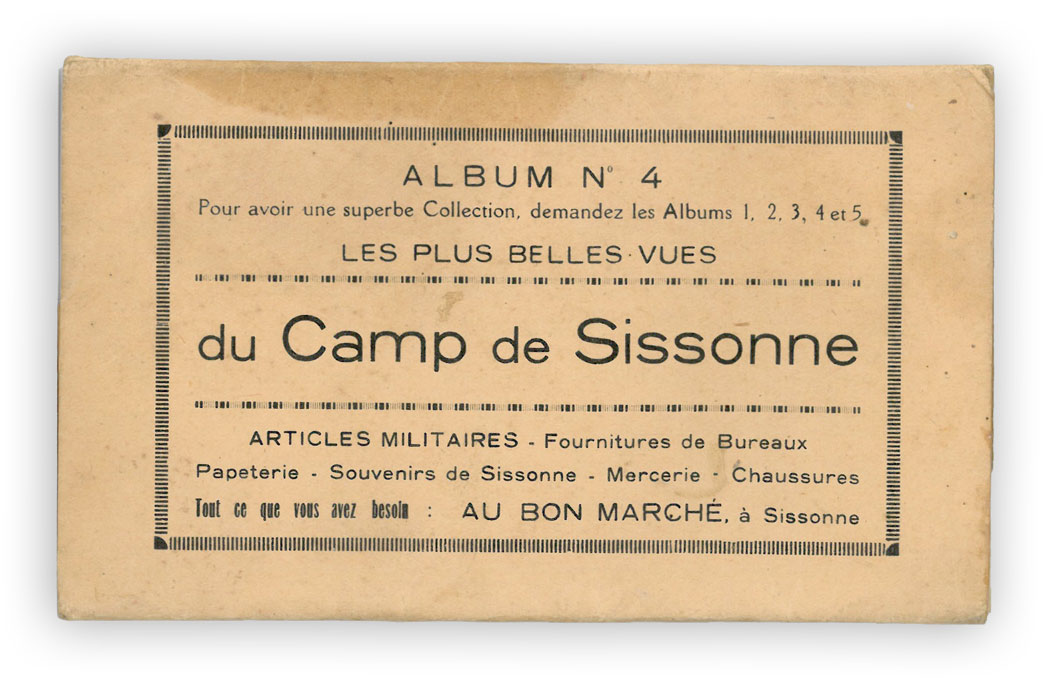 ALBUM N° 4
Pour avoir une superbe Collection, demandez les Albums 1, 2, 3, 4 et 5.
LES PLUS BELLES VUES
du Camp de Sissonne
ARTICLES MILITAIRES - Fournitures de Bureaux
Papeterie - Souvenirs de Sissonne - Mercerie - Chaussures
Tout ce que vous avez besoin : AU BON MARCHÉ, à Sissonne